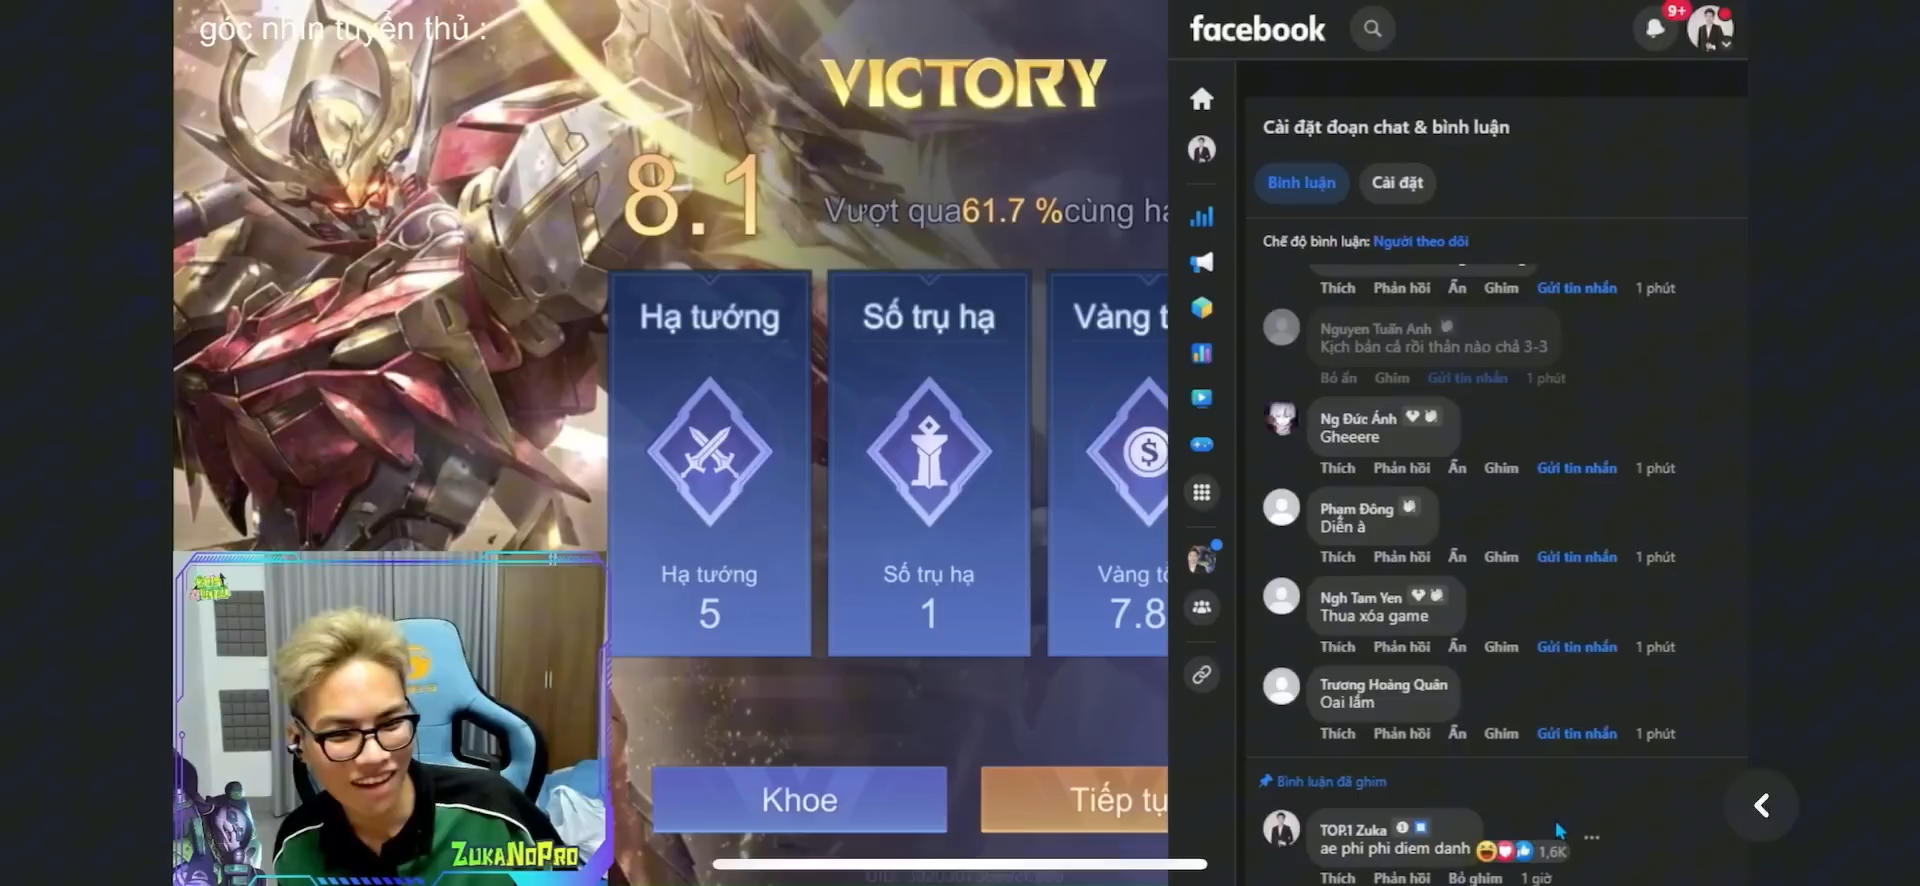 góc nhìn tuyển thủ :
VICTORY
8.1
Vượt qua61.7 %cùng
Hạ tướng
Số trụ hạ
Vàng
Hạ tướng
5
Số trụ hạ
1
Vàng
7.8
Khoe
Tiếp
ZUKANOPRO
facebook
9+
Cài đặt đoạn chat & bình luận
Bình luận
Cài đặt
Chế độ bình luận: Người theo dõi
Thích Phản hồi Ẩn Ghim Gửi tin nhắn 1 phút
Nguyen Tuấn Anh
Kịch bản cả rồi thần nào chả 3-3
Bỏ ẩn Ghim Gửi tin nhắn 1 phút
Ng Đức Ánh
Gheeere
Thích Phản hồi Ẩn Ghim Gửi tin nhắn 1 phút
Phạm Đông
Diễn à
Thích Phản hồi Ẩn Ghim Gửi tin nhắn 1 phút
Ngh Tam Yen
Thua xóa game
Thích Phản hồi Ẩn Ghim Gửi tin nhắn 1 phút
Trương Hoàng Quân
Oai lắm
Thích Phản hồi Ẩn Ghim Gửi tin nhắn 1 phút
Bình luận đã ghim
TOP.1 Zuka
ae phi phi diem danh
1,6K
Thích Phản hồi Bỏ ghim 1 giờ